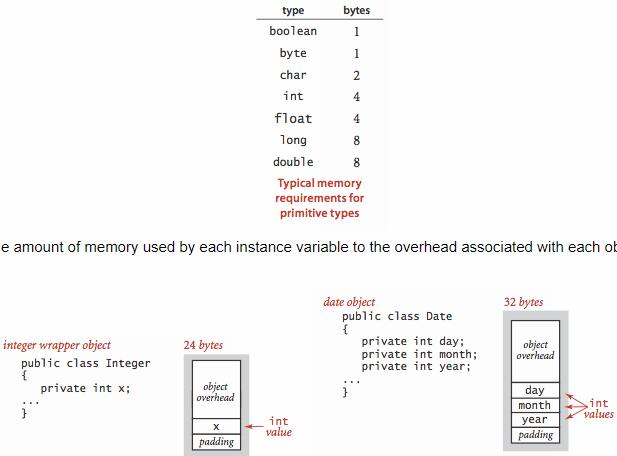 type bytes
boolean 1
byte 1
char 2
int 4
float 4
long 8
double 8
Typical memory
requirements for
primitive types
e amount of memory used by each instance variable to the overhead associated with each ob
integer wrapper object 24 bytes
public class Integer
{
private int x;
...
}
object
overhead
x
padding
int
value
date object 32 bytes
public class Date
{
private int day;
private int month;
private int year;
...
}
object
overhead
day
month
year
padding
int
values